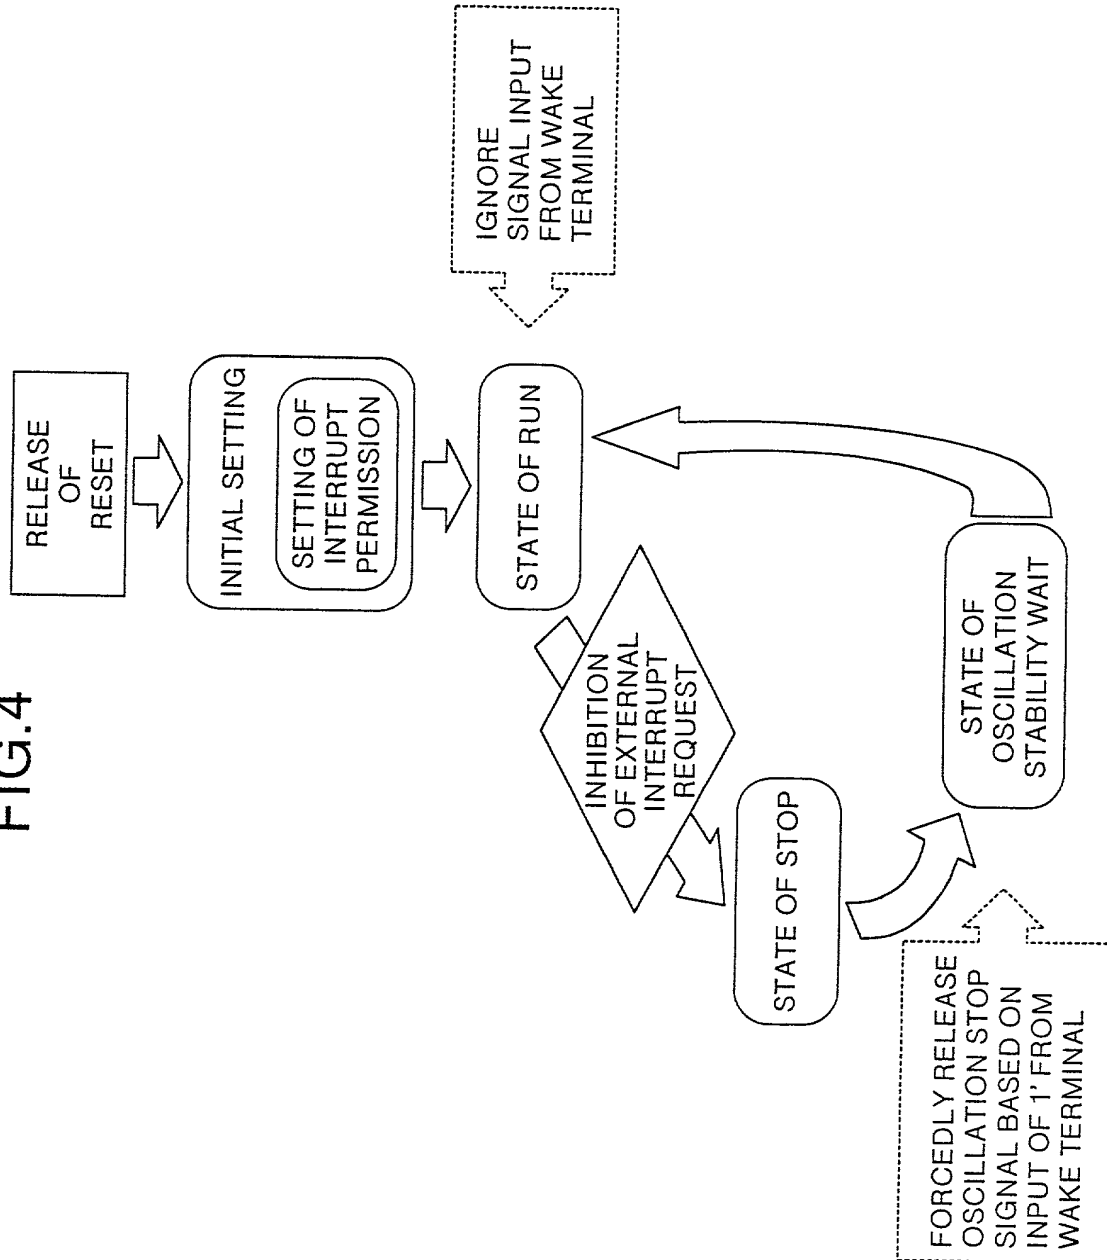 FIG.4
RELEASE
OF
RESET
INITIAL SETTING
SETTING OF
INTERRUPT
PERMISSION
STATE OF RUN
IGNORE
SIGNAL INPUT
FROM WAKE
TERMINAL
INHIBITION
OF EXTERNAL
INTERRUPT
REQUEST
STATE OF STOP
FORCEDLY RELEASE
OSCILLATION STOP
SIGNAL BASED ON
INPUT OF 1' FROM
WAKE TERMINAL
STATE OF
OSCILLATION
STABILITY WAIT